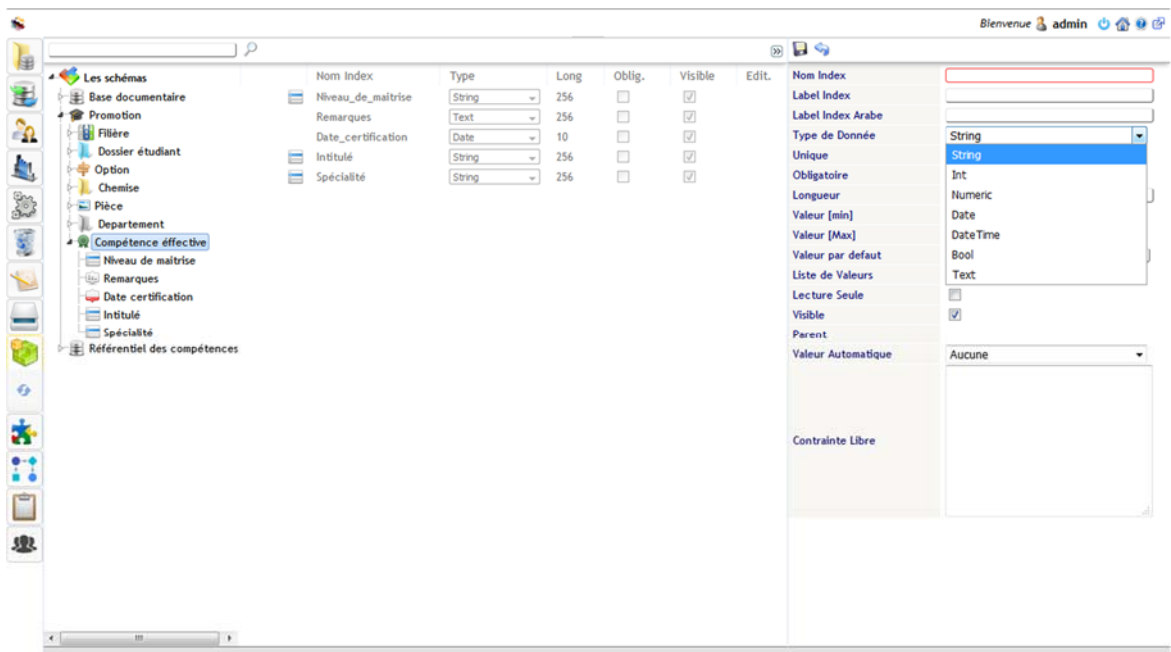 Bienvenue admin
Les schémas
Base documentaire
Promotion
Filière
Dossier étudiant
Option
Chemise
Pièce
Departement
Compétence éffective
Niveau de maitrise
Remarques
Date certification
Intitulé
Spécialité
Référentiel des compétences
Nom Index Type Long Oblig. Visible Edit.
Niveau_de_maitrise String 256
Remarques Text 256
Date_certification Date 10
Intitulé String 256
Spécialité String 256
Nom Index
Label Index
Label Index Arabe
Type de Donnée String
Unique String
Obligatoire Int
Longueur Numeric
Valeur [min] Date
Valeur [Max] DateTime
Valeur par defaut Bool
Liste de Valeurs Text
Lecture Seule
Visible
Parent
Valeur Automatique Aucune
Contrainte Libre